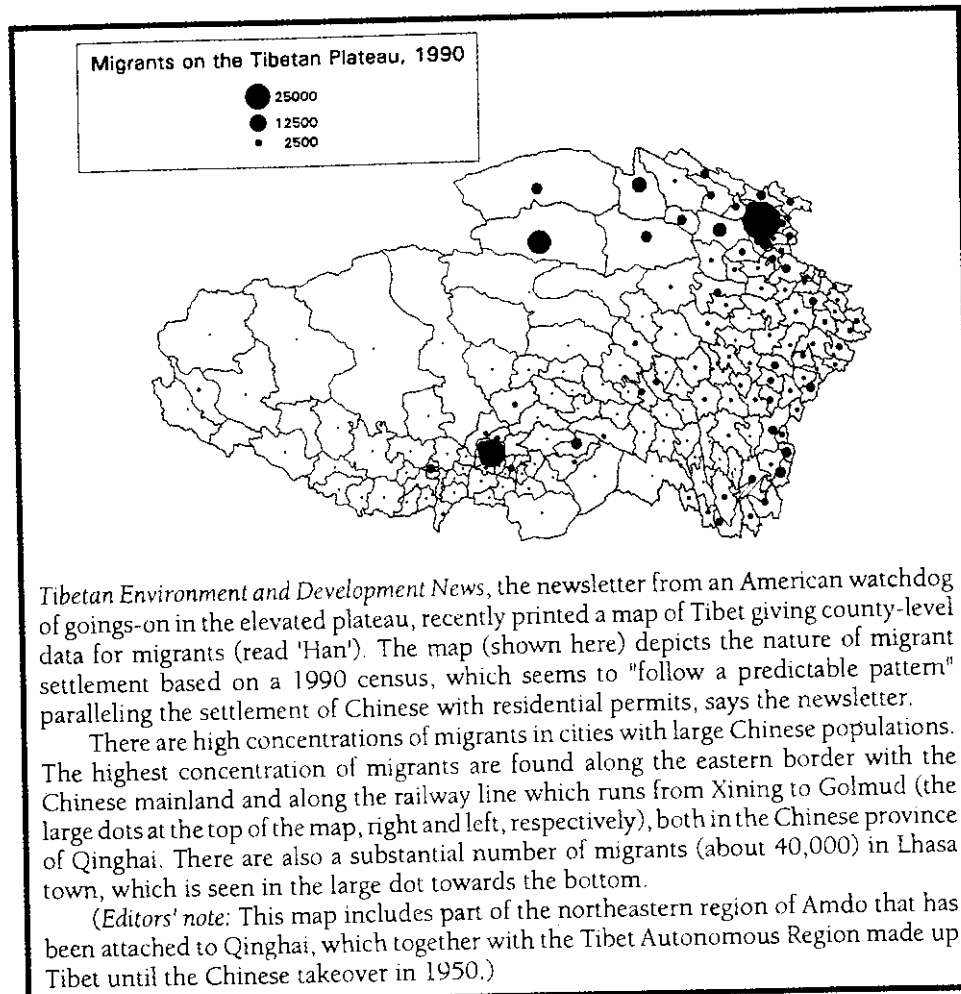 Migrants on the Tibetan Plateau, 1990
25000
12500
2500
Tibetan Environment and Development News, the newsletter from an American watchdog
of goings-on in the elevated plateau, recently printed a map of Tibet giving county-level
data for migrants (read 'Han'). The map (shown here) depicts the nature of migrant
settlement based on a 1990 census, which seems to "follow a predictable pattern"
paralleling the settlement of Chinese with residential permits, says the newsletter.
There are high concentrations of migrants in cities with large Chinese populations.
The highest concentration of migrants are found along the eastern border with the
Chinese mainland and along the railway line which runs from Xining to Golmud (the
large dots at the top of the map, right and left, respectively), both in the Chinese province
of Qinghai. There are also a substantial number of migrants (about 40,000) in Lhasa
town, which is seen in the large dot towards the bottom.
(Editors' note: This map includes part of the northeastern region of Amdo that has
been attached to Qinghai, which together with the Tibet Autonomous Region made up
Tibet until the Chinese takeover in 1950.)